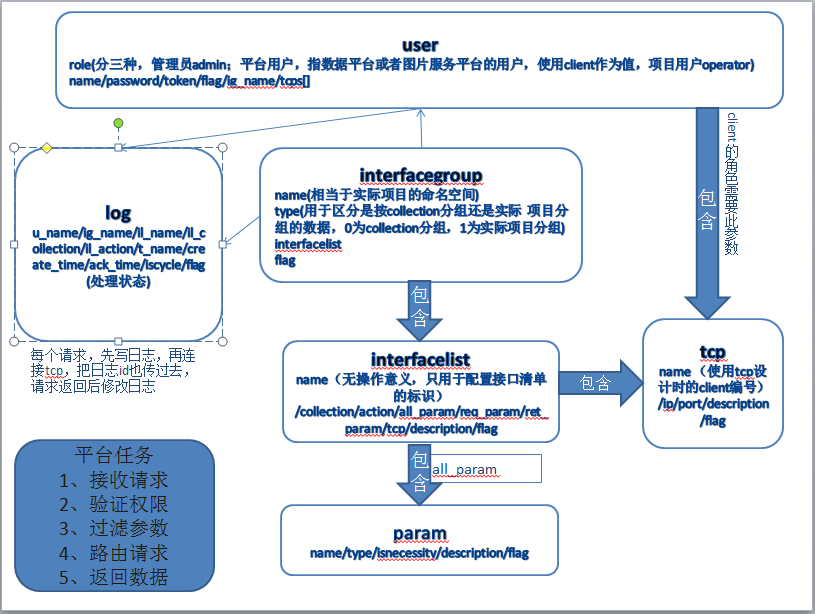 user
role(分三种，管理员admin；平台用户，指数据平台或者图片服务平台的用户，使用client作为值，项目用户operator)
name/password/token/flag/ig_name/tcps[]
client的角色需要此参数
包含
log
u_name/ig_name/il_name/il_c
ollection/il_action/t_name/cre
ate_time/ack_time/iscycle/flag
(处理状态)
每个请求，先写日志，再连
接tcp，把日志id也传过去，
请求返回后修改日志
interfacegroup
name(相当于实际项目的命名空间)
type(用于区分是按collection分组还是实际 项目分
组的数据，0为collection分组，1为实际项目分组)
interfacelist
flag
包含
interfacelist
name（无操作意义，只用于配置接口清单
的标识）
/collection/action/all_param/req_param/ret_
param/tcp/description/flag
包含
tcp
name（使用tcp设
计时的client编号）
/ip/port/description
/flag
包含
all_param
param
name/type/isnecessity/description/flag
平台任务
1、接收请求
2、验证权限
3、过滤参数
4、路由请求
5、返回数据